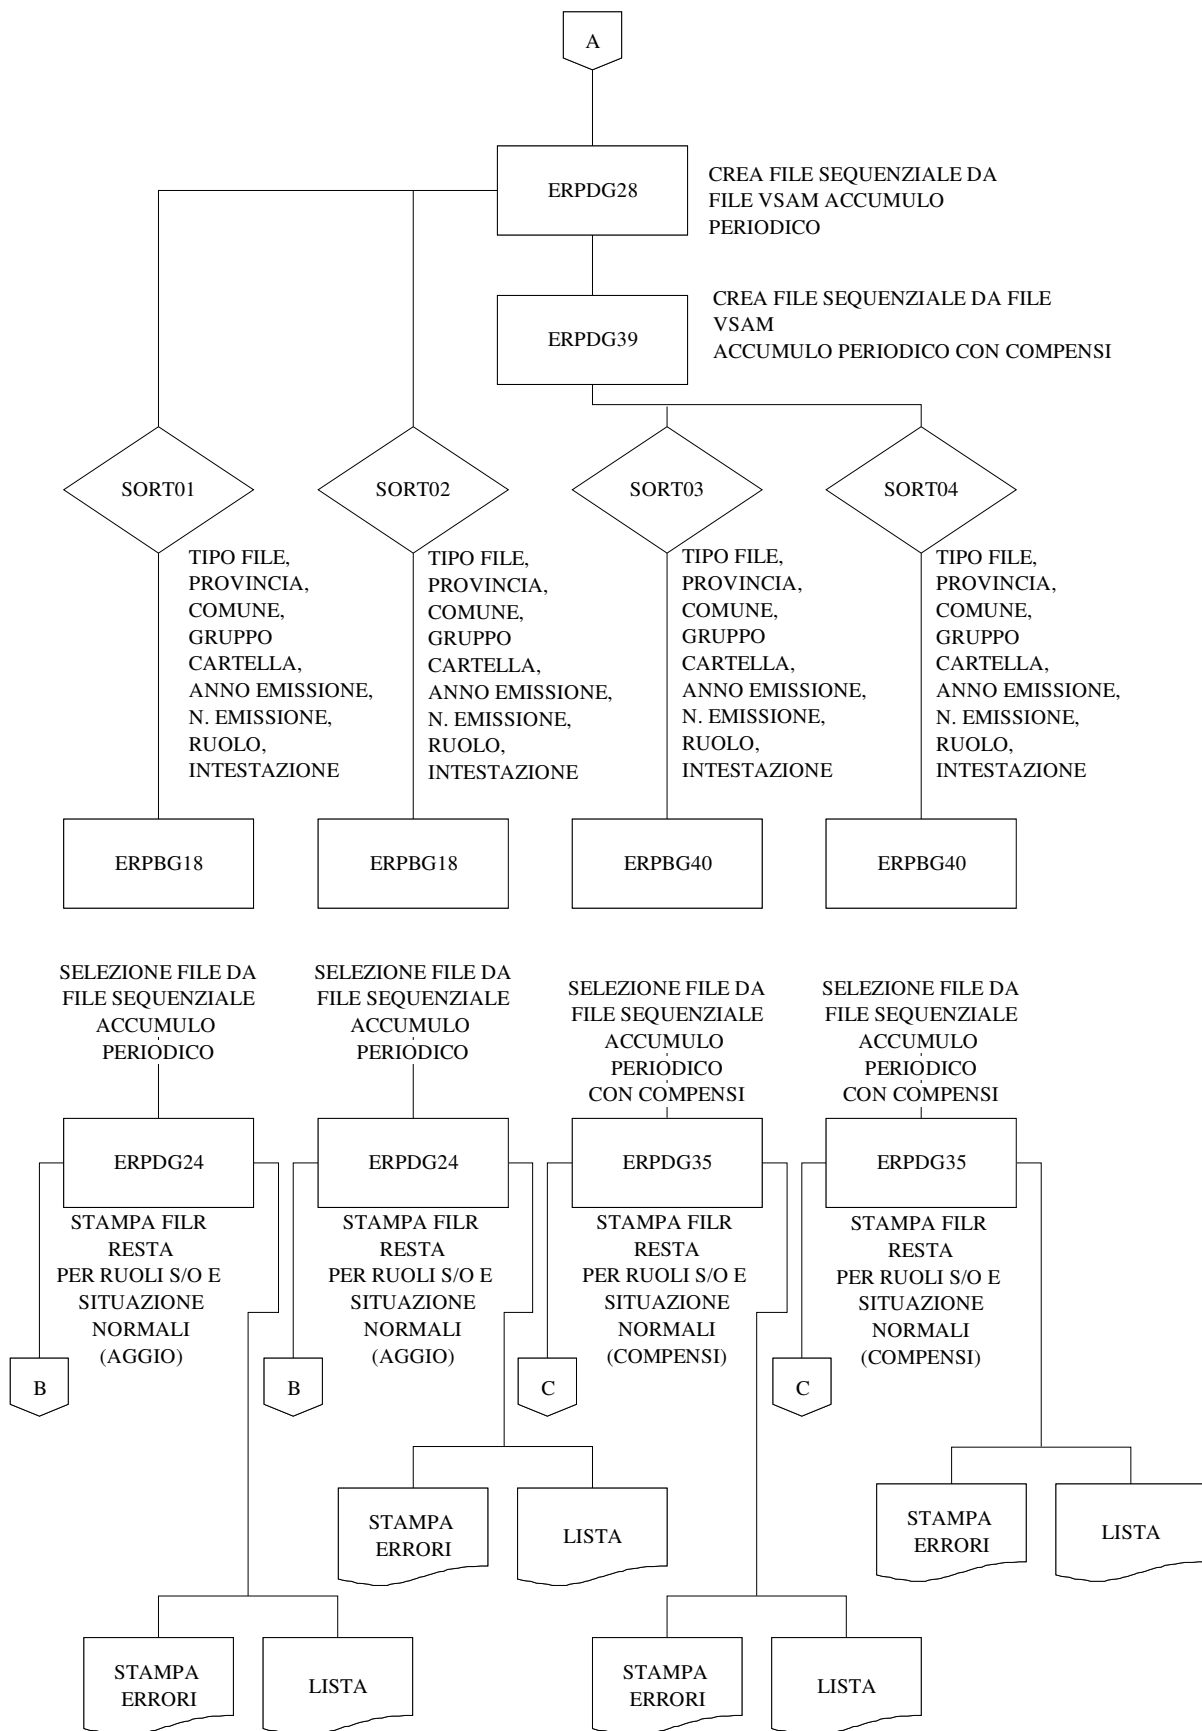 A
ERPDG28
CREA FILE SEQUENZIALE DA
FILE VSAM ACCUMULO
PERIODICO
ERPDG39
CREA FILE SEQUENZIALE DA FILE
VSAM
ACCUMULO PERIODICO CON COMPENSI
SORT01
SORT02
SORT03
SORT04
TIPO FILE,
PROVINCIA,
COMUNE,
GRUPPO
CARTELLA,
ANNO EMISSIONE,
N. EMISSIONE,
RUOLO,
INTESTAZIONE
TIPO FILE,
PROVINCIA,
COMUNE,
GRUPPO
CARTELLA,
ANNO EMISSIONE,
N. EMISSIONE,
RUOLO,
INTESTAZIONE
TIPO FILE,
PROVINCIA,
COMUNE,
GRUPPO
CARTELLA,
ANNO EMISSIONE,
N. EMISSIONE,
RUOLO,
INTESTAZIONE
TIPO FILE,
PROVINCIA,
COMUNE,
GRUPPO
CARTELLA,
ANNO EMISSIONE,
N. EMISSIONE,
RUOLO,
INTESTAZIONE
ERPBG18
ERPBG18
ERPBG40
ERPBG40
SELEZIONE FILE DA
FILE SEQUENZIALE
ACCUMULO
PERIODICO
SELEZIONE FILE DA
FILE SEQUENZIALE
ACCUMULO
PERIODICO
SELEZIONE FILE DA
FILE SEQUENZIALE
ACCUMULO
PERIODICO
CON COMPENSI
SELEZIONE FILE DA
FILE SEQUENZIALE
ACCUMULO
PERIODICO
CON COMPENSI
ERPDG24
ERPDG24
ERPDG35
ERPDG35
STAMPA FILR
RESTA
PER RUOLI S/O E
SITUAZIONE
NORMALI
(AGGIO)
STAMPA FILR
RESTA
PER RUOLI S/O E
SITUAZIONE
NORMALI
(AGGIO)
STAMPA FILR
RESTA
PER RUOLI S/O E
SITUAZIONE
NORMALI
(COMPENSI)
STAMPA FILR
RESTA
PER RUOLI S/O E
SITUAZIONE
NORMALI
(COMPENSI)
B
B
C
C
STAMPA
ERRORI
LISTA
STAMPA
ERRORI
LISTA
STAMPA
ERRORI
LISTA
STAMPA
ERRORI
LISTA